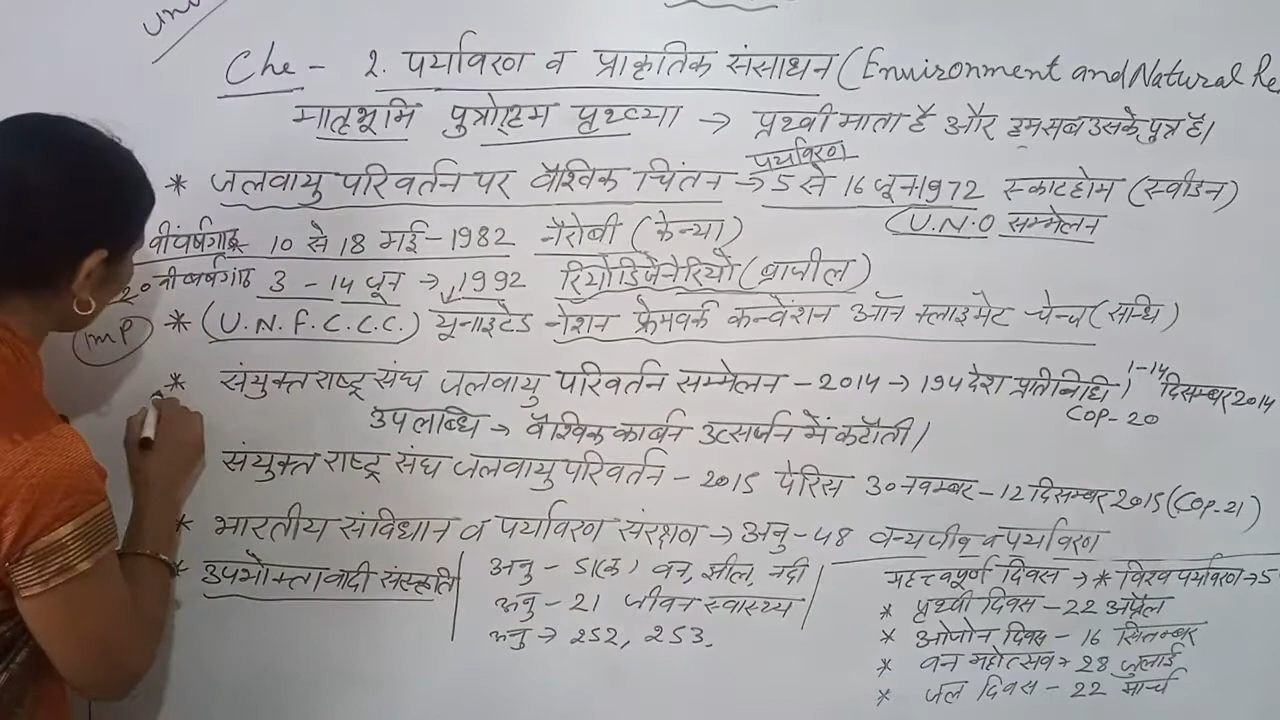 Che - 2. पर्यावरण व प्राकृतिक संसाधन (Environment and Natural Re
मातृभूमि पुत्रोष्टम पृथ्व्या → पृथ्वी माता है और हम सब उसके पुत्र है।
* जलवायु परिवर्तन पर वैश्विक चिंतन → पर्यावरण 5 से 16 जून 1972 स्काटहोम (स्वीडन)
(U.N.O सम्मेलन
10 से 18 मई - 1982 नैरोबी (केन्या)
20 3 - 14 जून → 1992 रियोडिजेनेरियो (ब्राजील)
Imp * (U.N.F.C.C.C.) यूनाइटेड नेशन फ्रेमवर्क कन्वेंशन ऑन क्लाइमेट चेन्ज (सन्धि)
* संयुक्त राष्ट्र संघ जलवायु परिवर्तन सम्मेलन - 2014 → 194 देश प्रतीनिधि 1-14 दिसम्बर 2014
COP-20
उपलब्धि → वैश्विक कार्बन उत्सर्जन में कटौती।
संयुक्त राष्ट्र संघ जलवायु परिवर्तन - 2015 पेरिस 30 नवम्बर - 12 दिसम्बर 2015 (COP-21)
* भारतीय संविधान व पर्यावरण संरक्षण → अनु - 48 वन्यजीव व पर्यावरण
* उपभोक्तावादी संस्कृति
अनु - 51(क) वन, झील, नदी
अनु - 21 जीवन स्वास्थ्य
अनु → 252, 253.
महत्त्वपूर्ण दिवस → * विश्व पर्यावरण → 5
* पृथ्वी दिवस - 22 अप्रैल
* ओजोन दिवस - 16 सितम्बर
* वन महोत्सव * 28 जुलाई
* जल दिवस - 22 मार्च